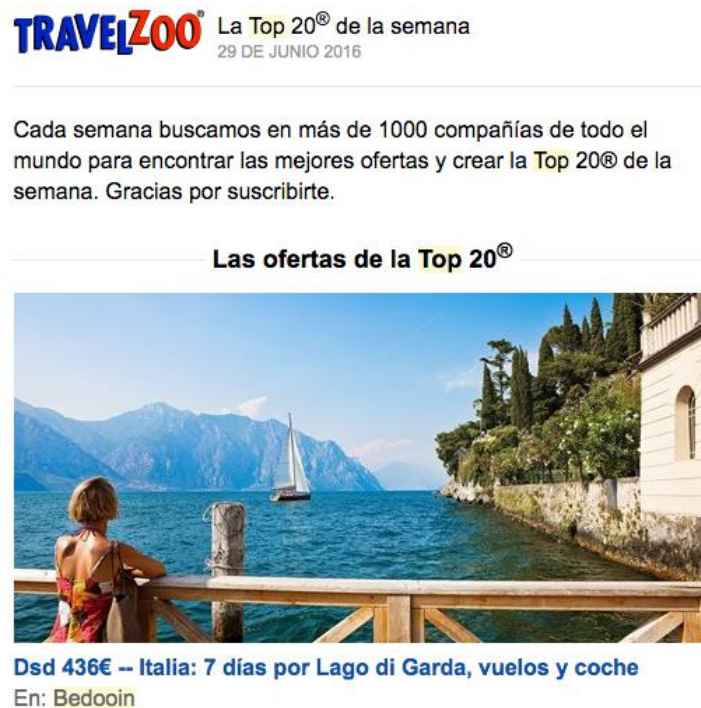 TRAVELZOO® La Top 20® de la semana
29 DE JUNIO 2016
Cada semana buscamos en más de 1000 compañías de todo el
mundo para encontrar las mejores ofertas y crear la Top 20® de la
semana. Gracias por suscribirte.
Las ofertas de la Top 20®
Dsd 436€ -- Italia: 7 días por Lago di Garda, vuelos y coche
En: Bedooin